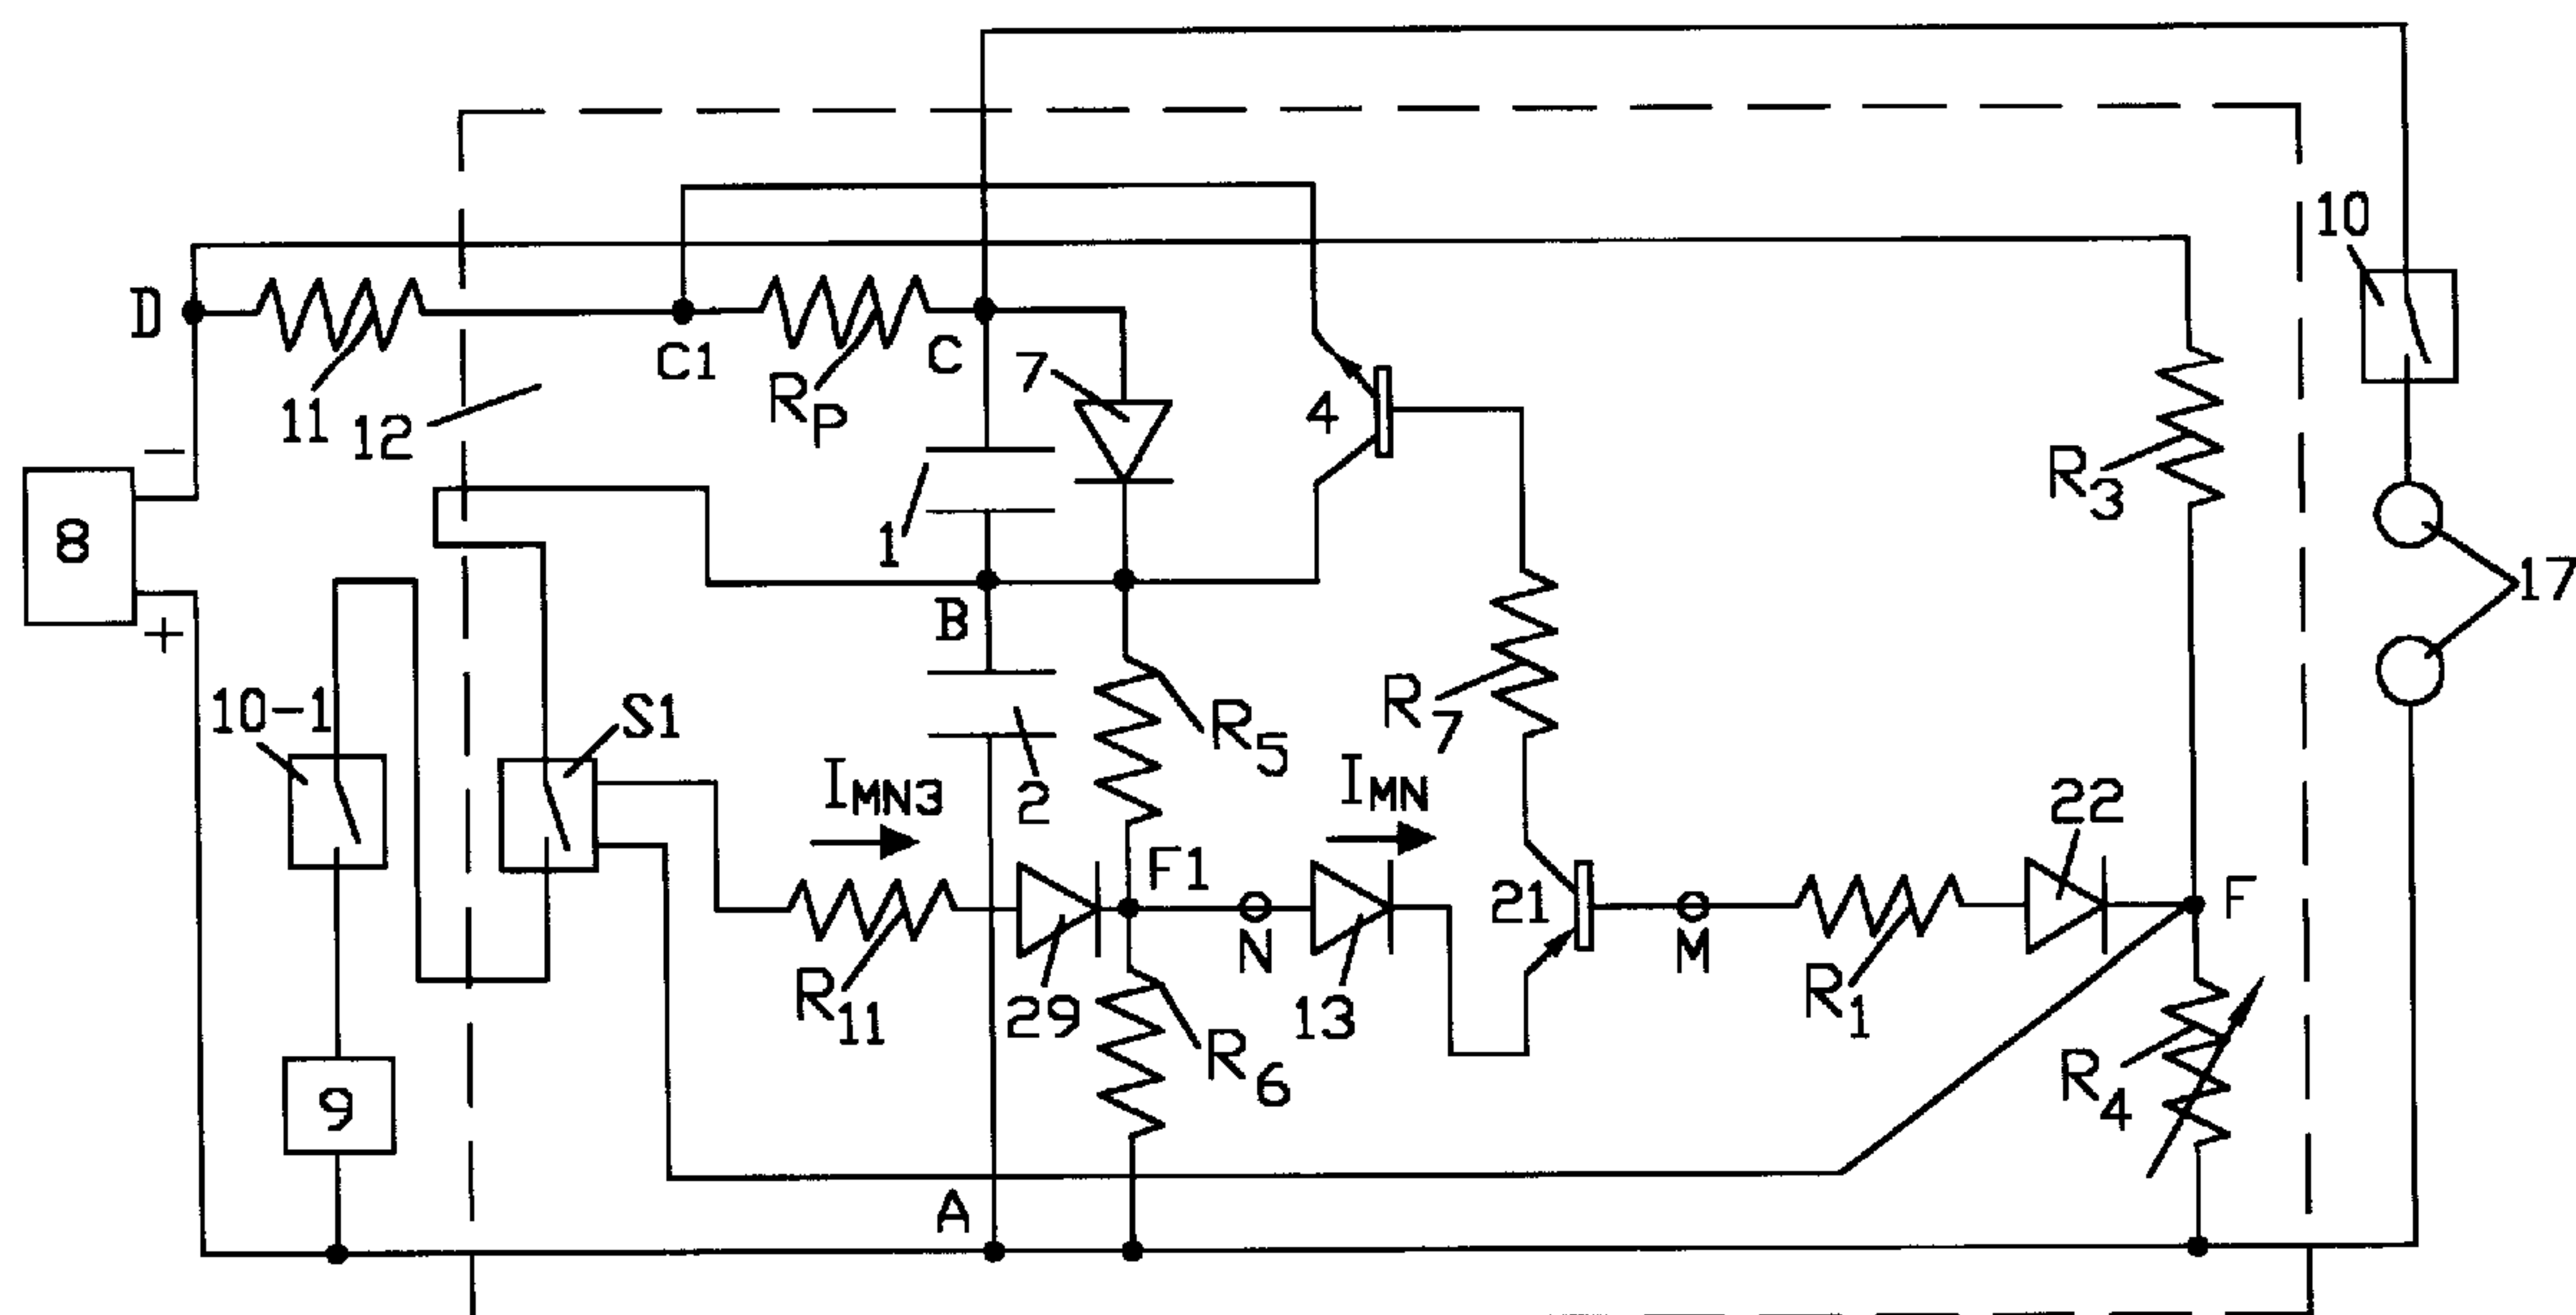 10
D
C1
C
7
11
12
RP
4
R3
−
8
1
17
+
B
10-1
S1
R5
R7
IMN3
2
IMN
22
F1
21
F
N
M
R11
29
13
R1
R6
R4
9
A